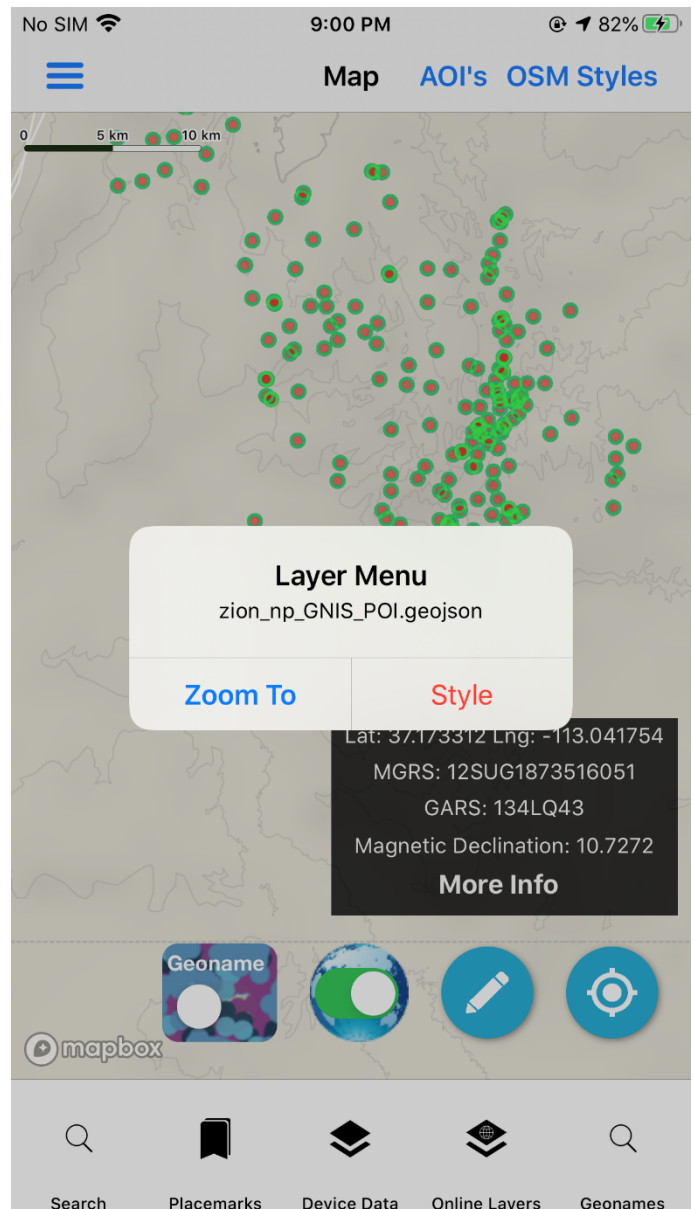 No SIM 9:00 PM 82%
Map AOI's OSM Styles
0 5 km 10 km
Layer Menu
zion_np_GNIS_POI.geojson
Zoom To Style
Lat: 37.173312 Lng: -113.041754
MGRS: 12SUG1873516051
GARS: 134LQ43
Magnetic Declination: 10.7272
More Info
Geoname
mapbox
Search Placemarks Device Data Online Layers Geonames